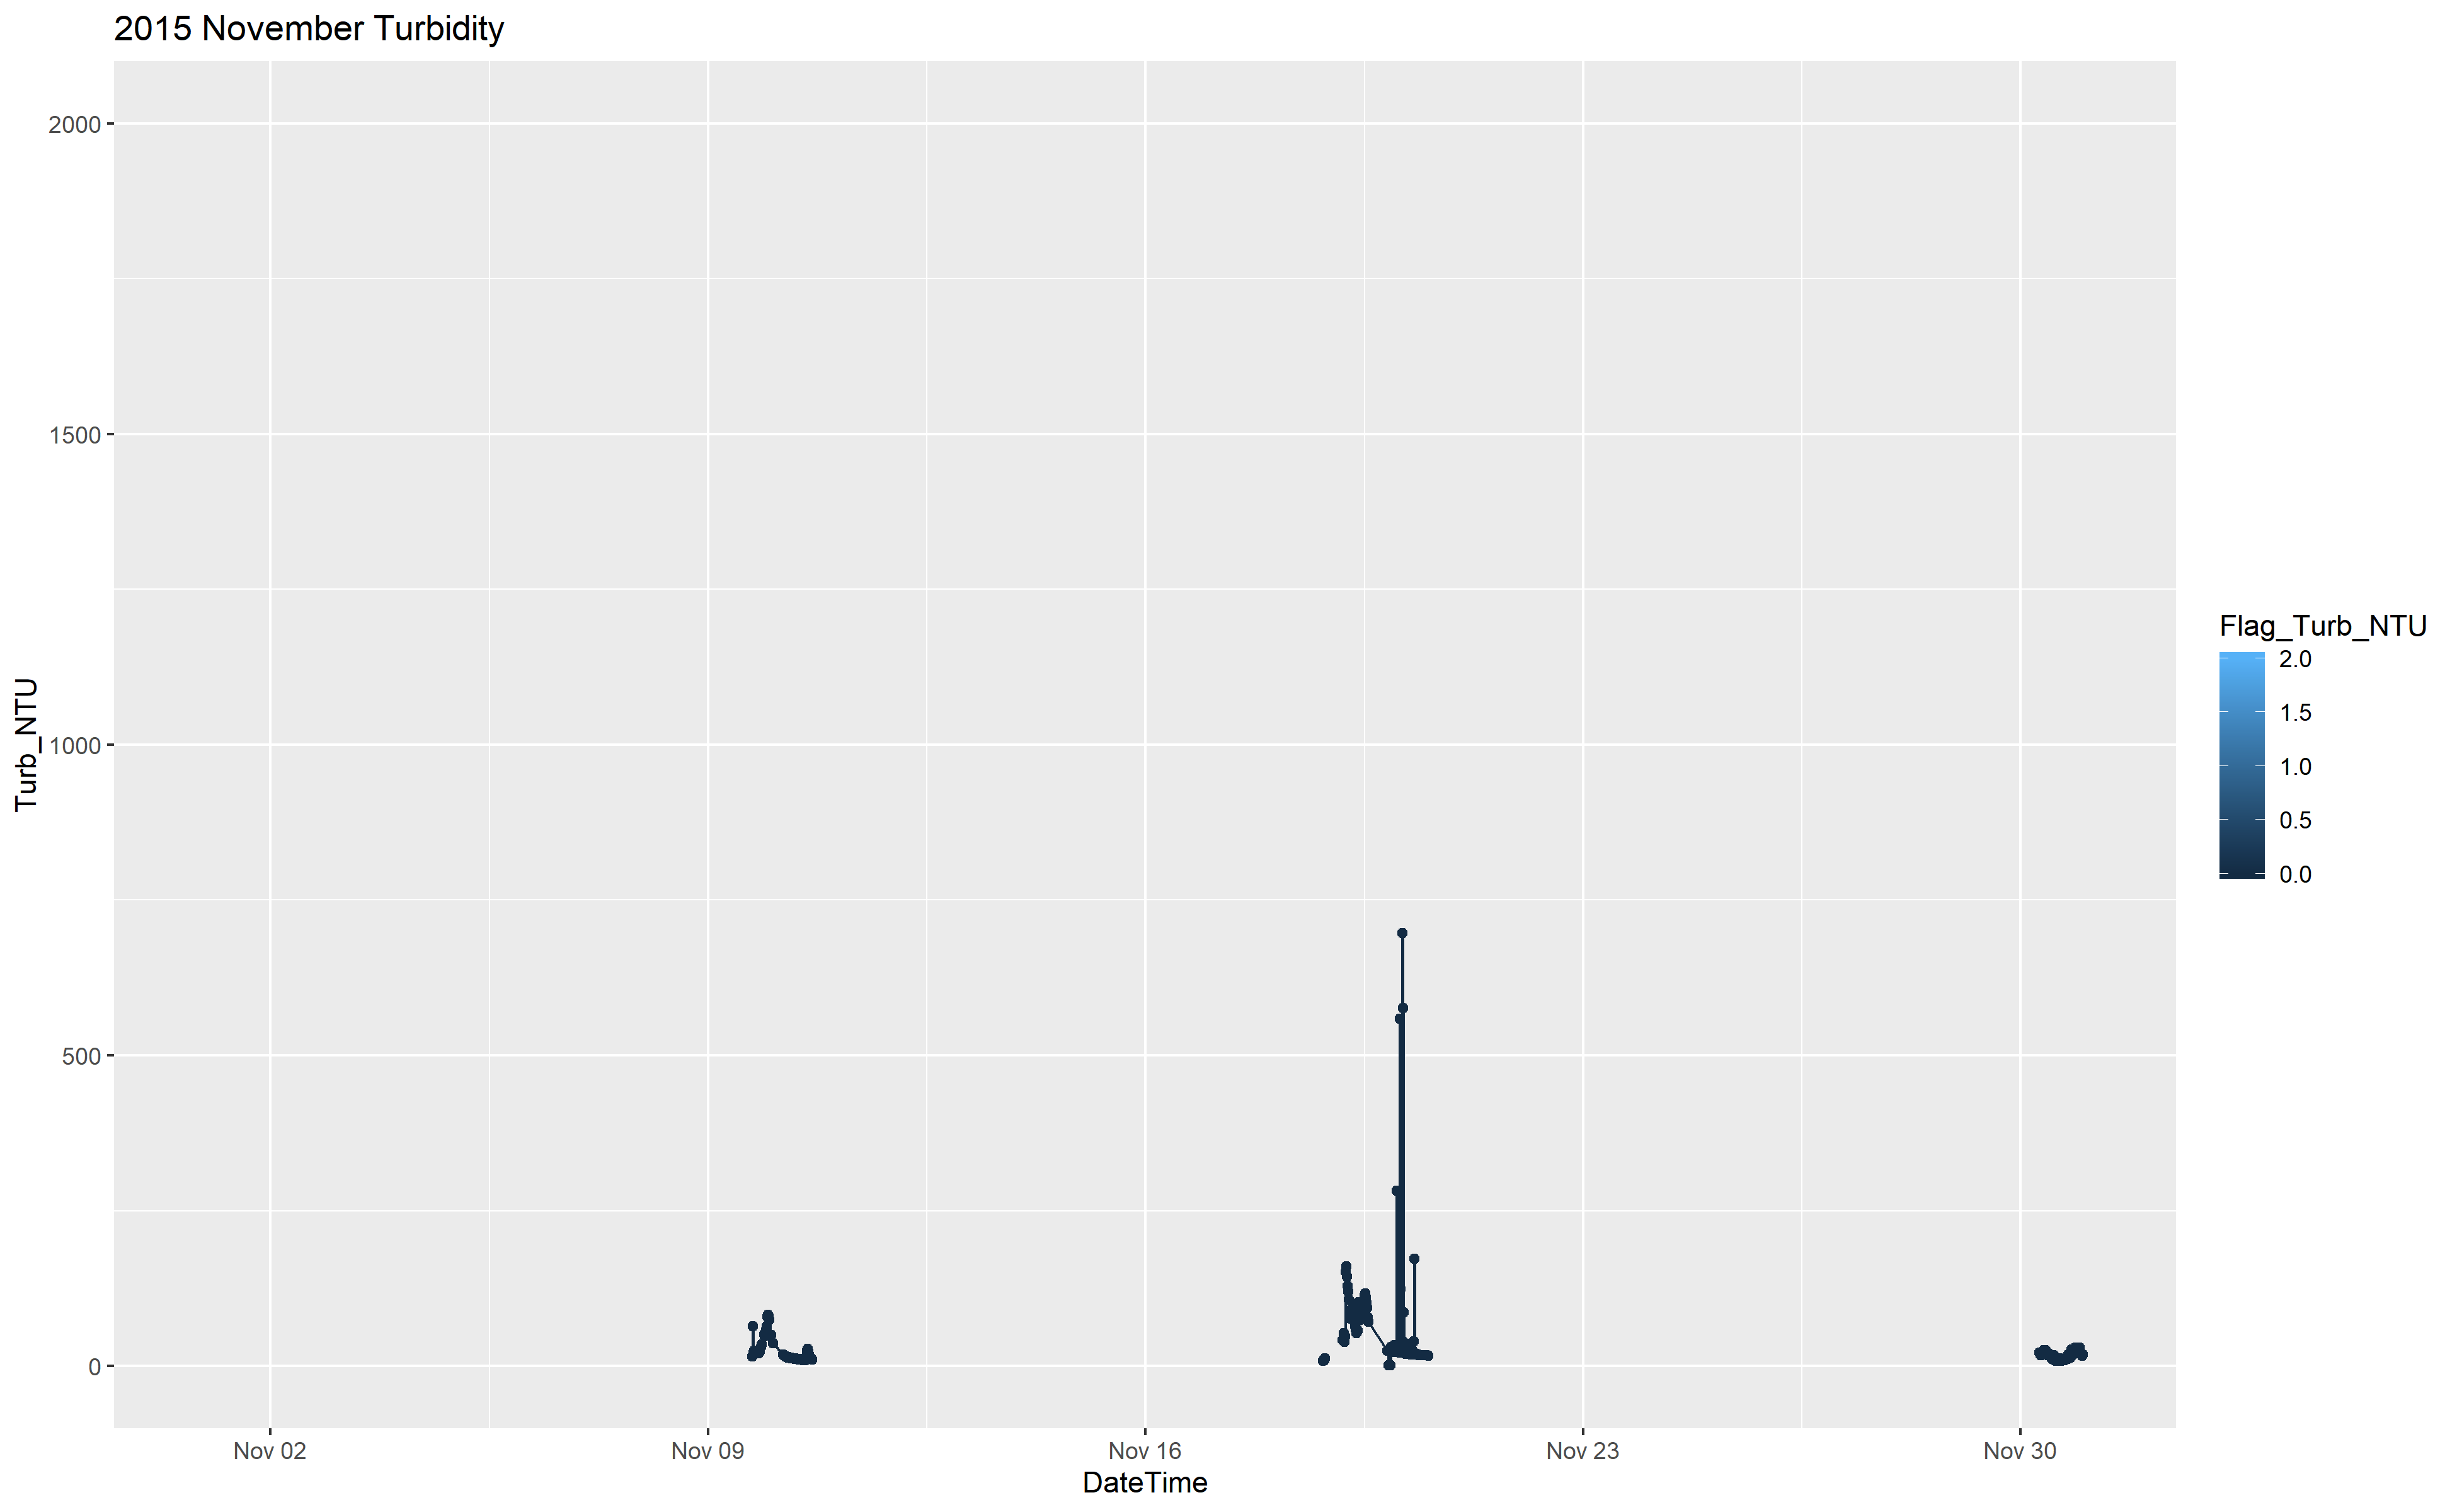 2015 November Turbidity
Turb_NTU
2000
1500
1000
500
0
Nov 02
Nov 09
Nov 16
Nov 23
Nov 30
DateTime
Flag_Turb_NTU
2.0
1.5
1.0
0.5
0.0